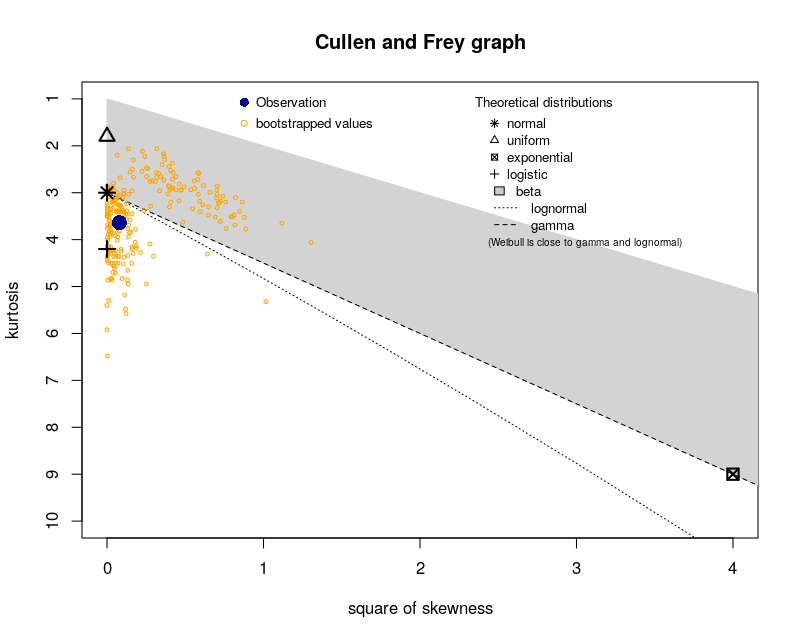 Cullen and Frey graph
Observation
bootstrapped values
Theoretical distributions
normal
uniform
exponential
logistic
beta
lognormal
gamma
(Weibull is close to gamma and lognormal)
kurtosis
1
2
3
4
5
6
7
8
9
10
0 1 2 3 4
square of skewness